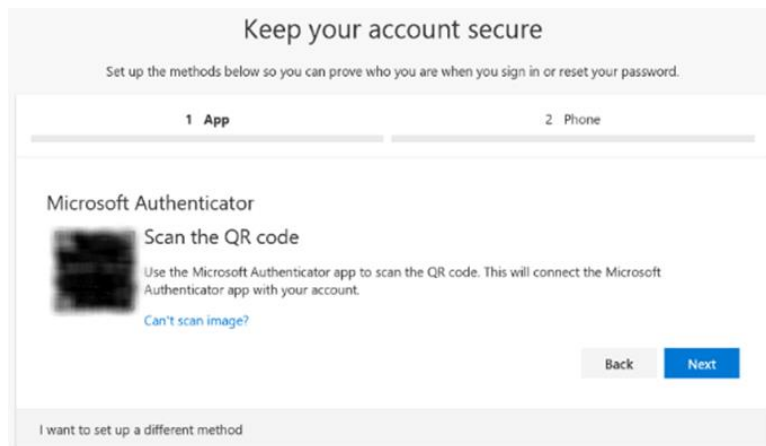 Keep your account secure
Set up the methods below so you can prove who you are when you sign in or reset your password.
1 App
2 Phone
Microsoft Authenticator
Scan the QR code
Use the Microsoft Authenticator app to scan the QR code. This will connect the Microsoft
Authenticator app with your account.
Can't scan image?
Back
Next
I want to set up a different method